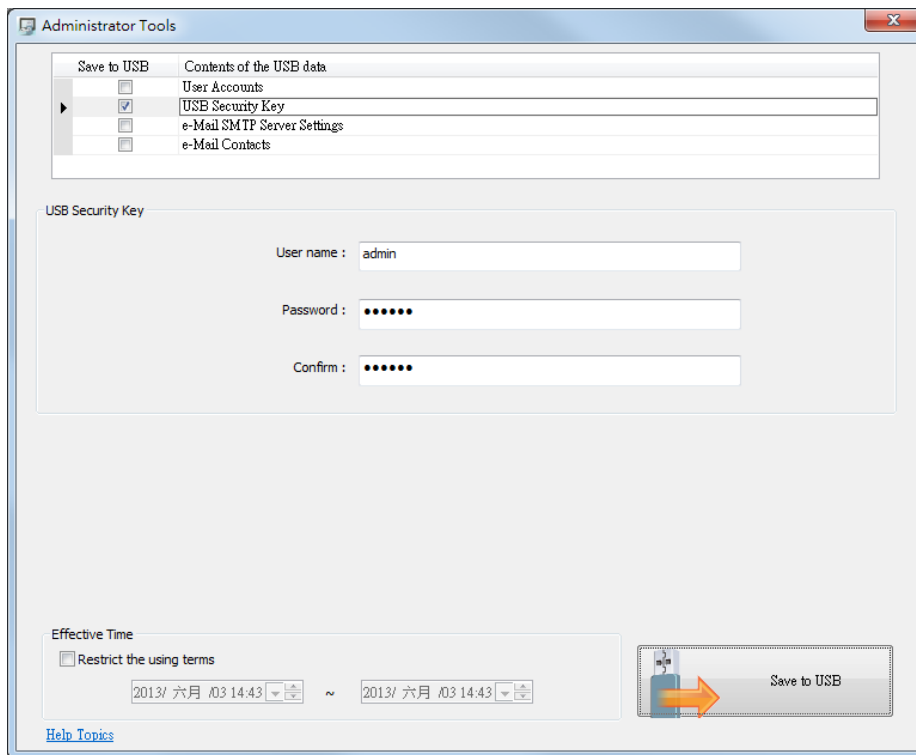 Administrator Tools
Save to USB Contents of the USB data
User Accounts
USB Security Key
e-Mail SMTP Server Settings
e-Mail Contacts
USB Security Key
User name : admin
Password : ●●●●●●
Confirm : ●●●●●●
Effective Time
Restrict the using terms
2013/ 六月 /03 14:43 ~ 2013/ 六月 /03 14:43
Save to USB
Help Topics